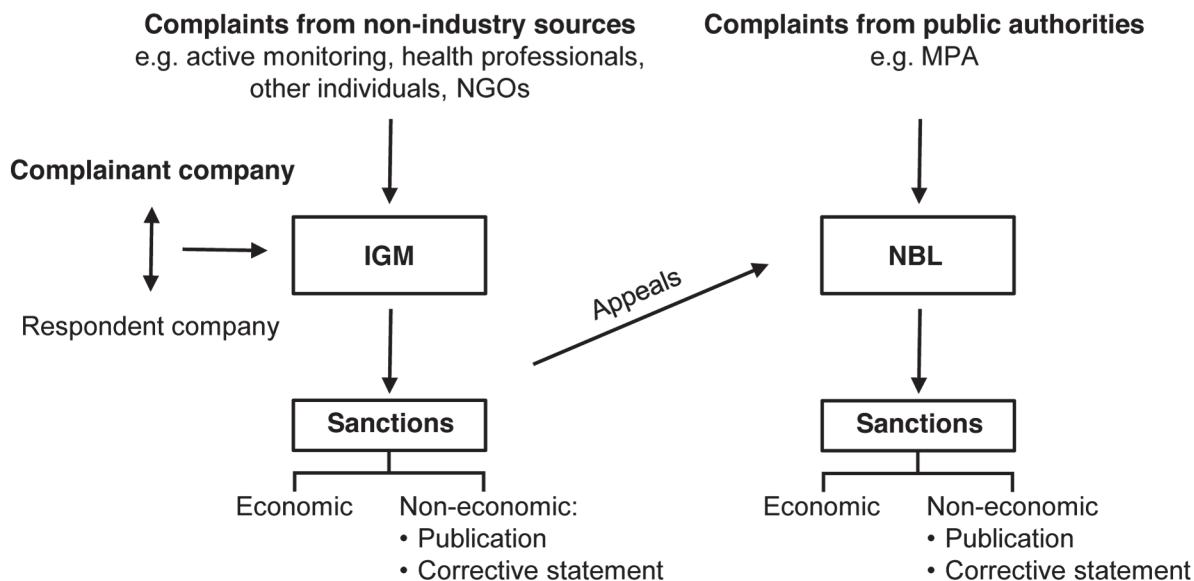 Complaints from non-industry sources
e.g. active monitoring, health professionals,
other individuals, NGOs
Complaints from public authorities
e.g. MPA
Complainant company
Respondent company
IGM
Appeals
NBL
Sanctions
Economic
Non-economic:
• Publication
• Corrective statement
Sanctions
Economic
Non-economic
• Publication
• Corrective statement